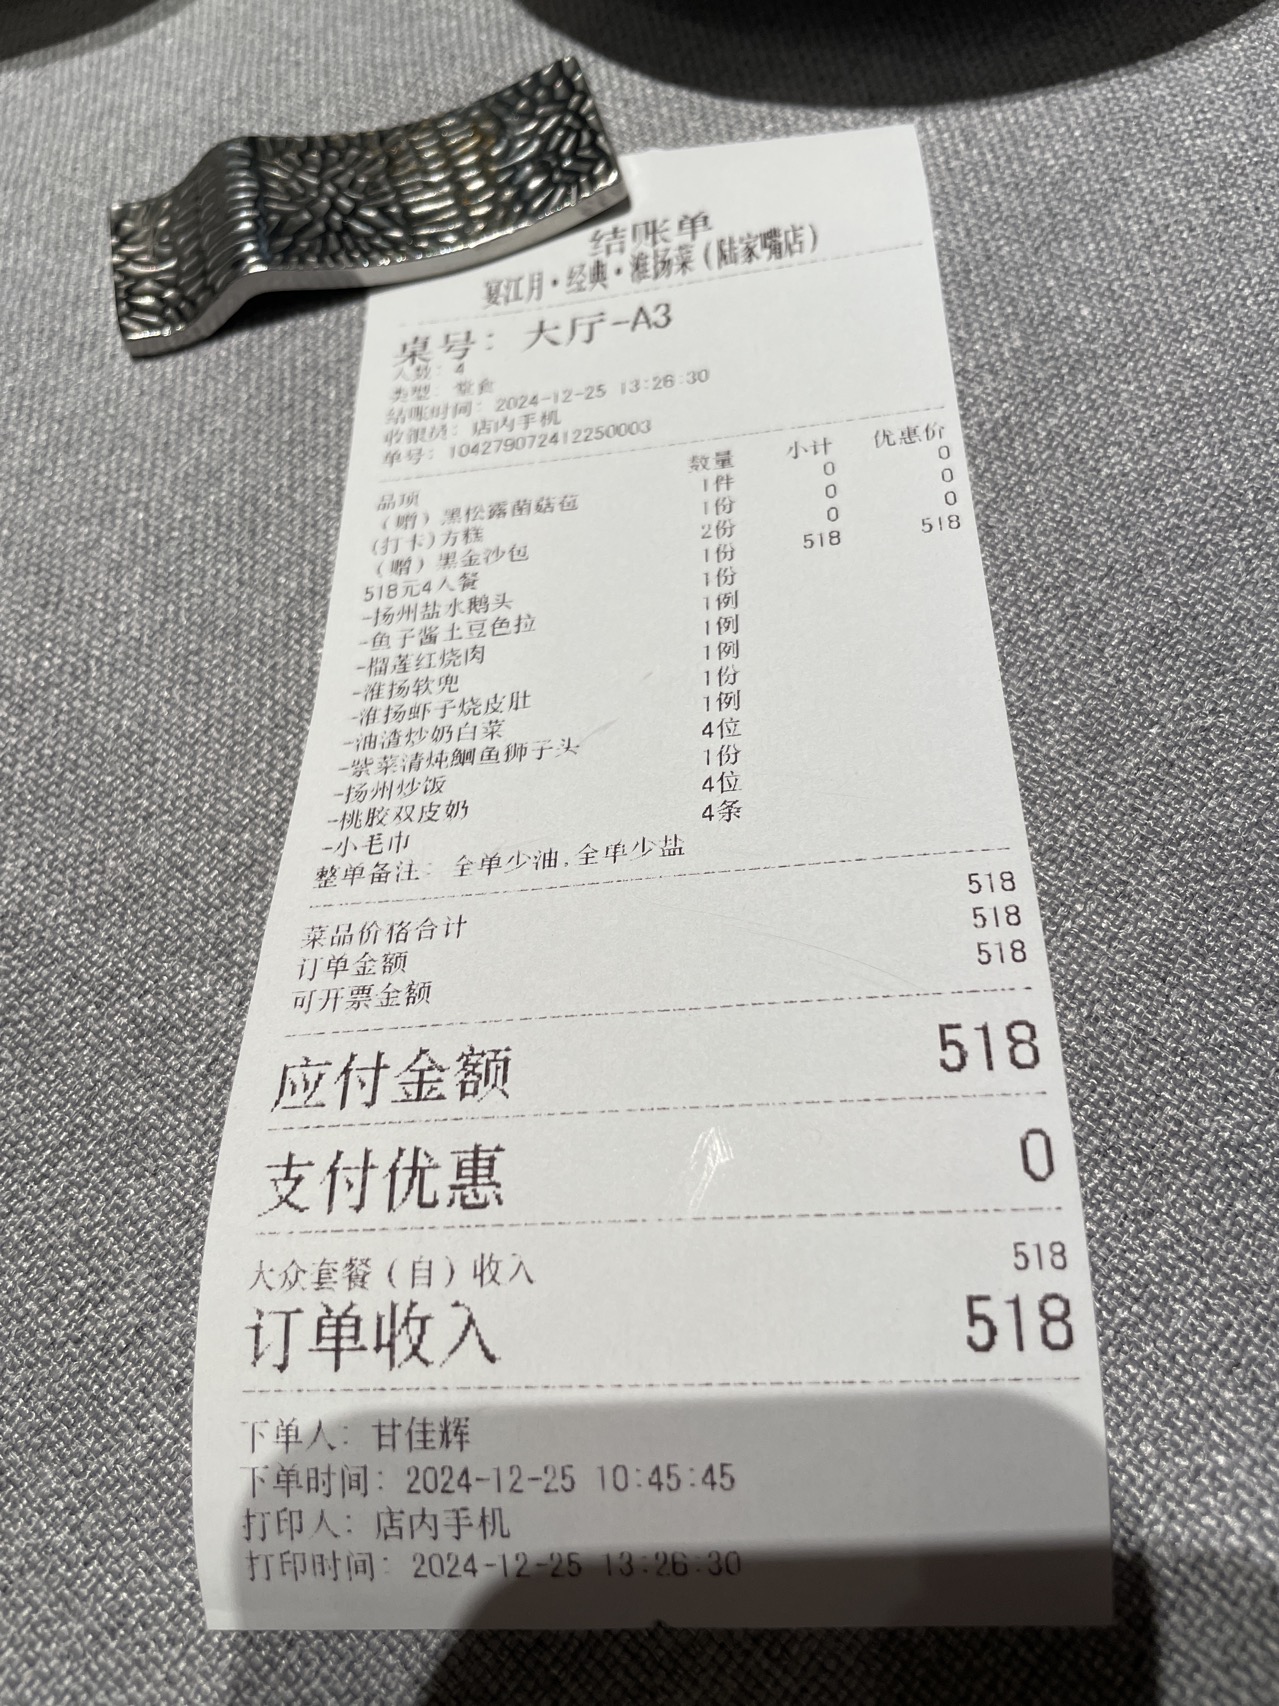 结账单
宴江月·经典·淮扬菜(陆家嘴店)
桌号: 大厅-A3
人数: 4
类型: 堂食
结账时间: 2024-12-25 13:26:30
收银员: 店内手机
单号: 104279072412250003
品项 数量 小计 优惠价
(赠)黑松露菌菇包 1件 0 0
(打卡)方糕 1份 0 0
(赠)黑金沙包 2份 0 0
518元4人餐 1份 518 518
-扬州盐水鹅头 1份
-鱼子酱土豆色拉 1例
-榴莲红烧肉 1例
-淮扬软兜 1例
-淮扬虾子烧皮肚 1份
-油渣炒奶白菜 1例
-紫菜清炖鮰鱼狮子头 4位
-扬州炒饭 1份
-桃胶双皮奶 4位
-小毛巾 4条
整单备注: 全单少油,全单少盐
菜品价格合计 518
订单金额 518
可开票金额 518
应付金额 518
支付优惠 0
大众套餐(自)收入 518
订单收入 518
下单人: 甘佳辉
下单时间: 2024-12-25 10:45:45
打印人: 店内手机
打印时间: 2024-12-25 13:26:30